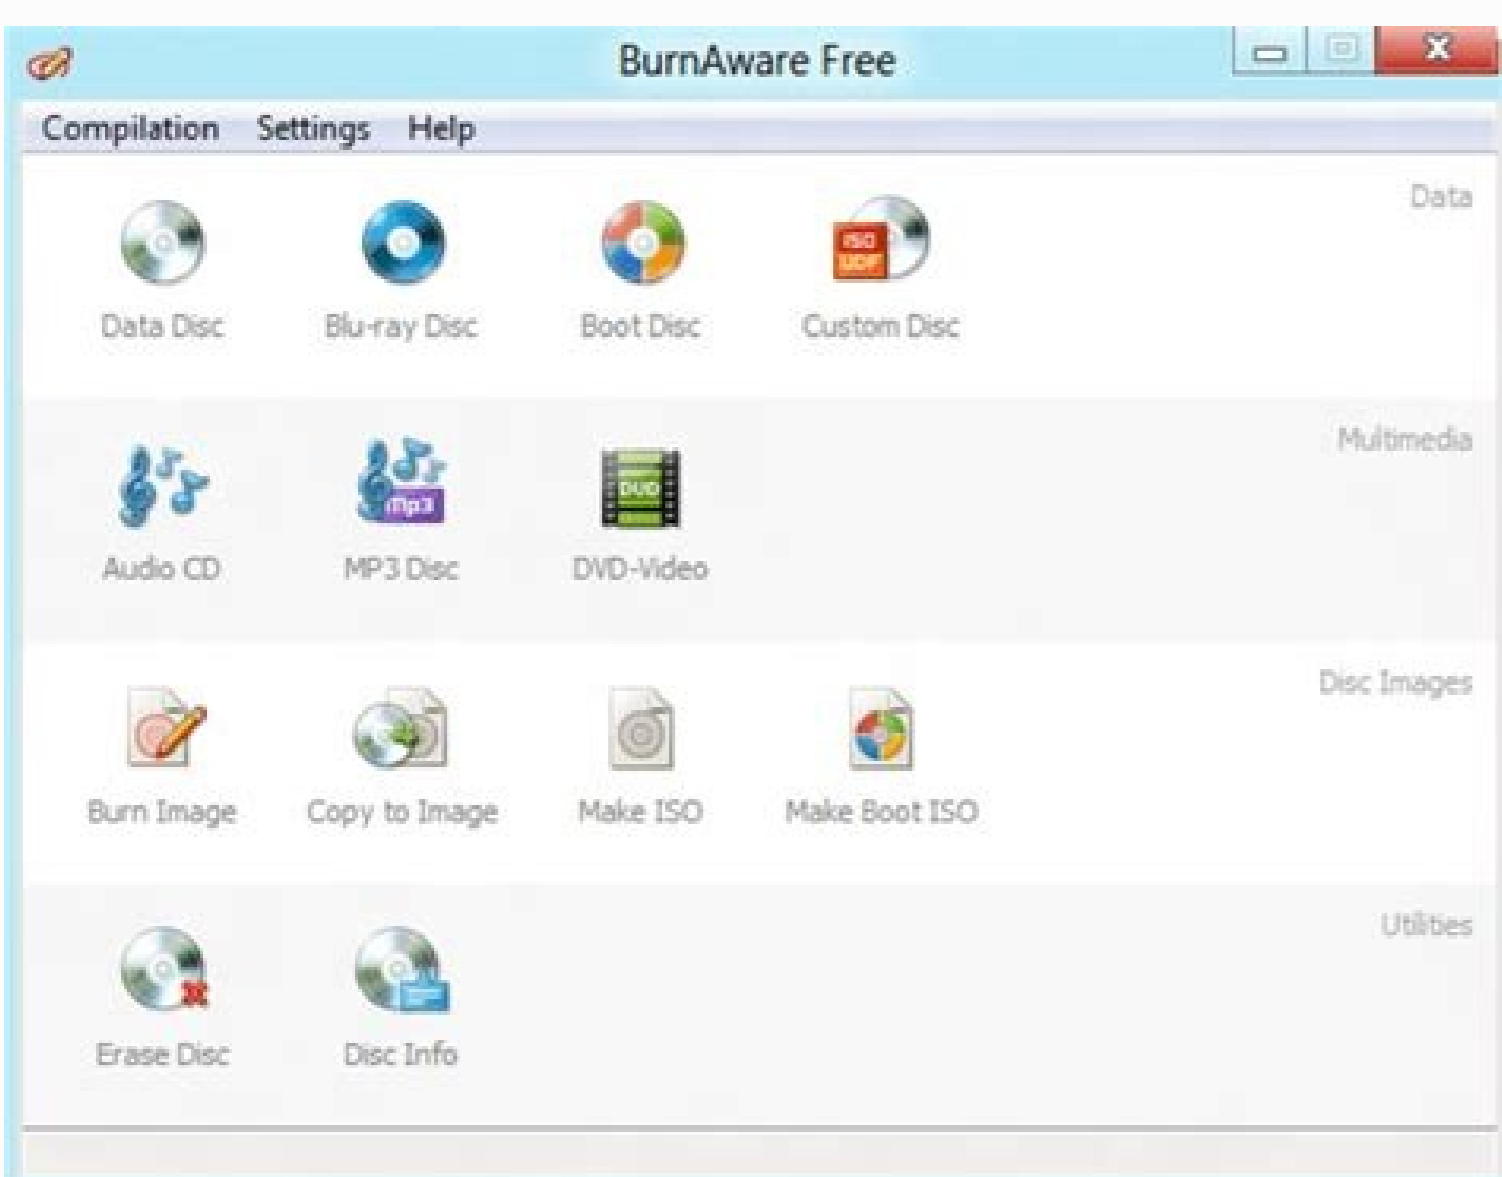 BurnAware Free
Compilation Settings Help
Data
ISO
UDF
Data Disc Blu-ray Disc Boot Disc Custom Disc
Multimedia
mp3
DVD
Audio CD MP3 Disc DVD-Video
Disc Images
Burn Image Copy to Image Make ISO Make Boot ISO
Utilities
Erase Disc Disc Info